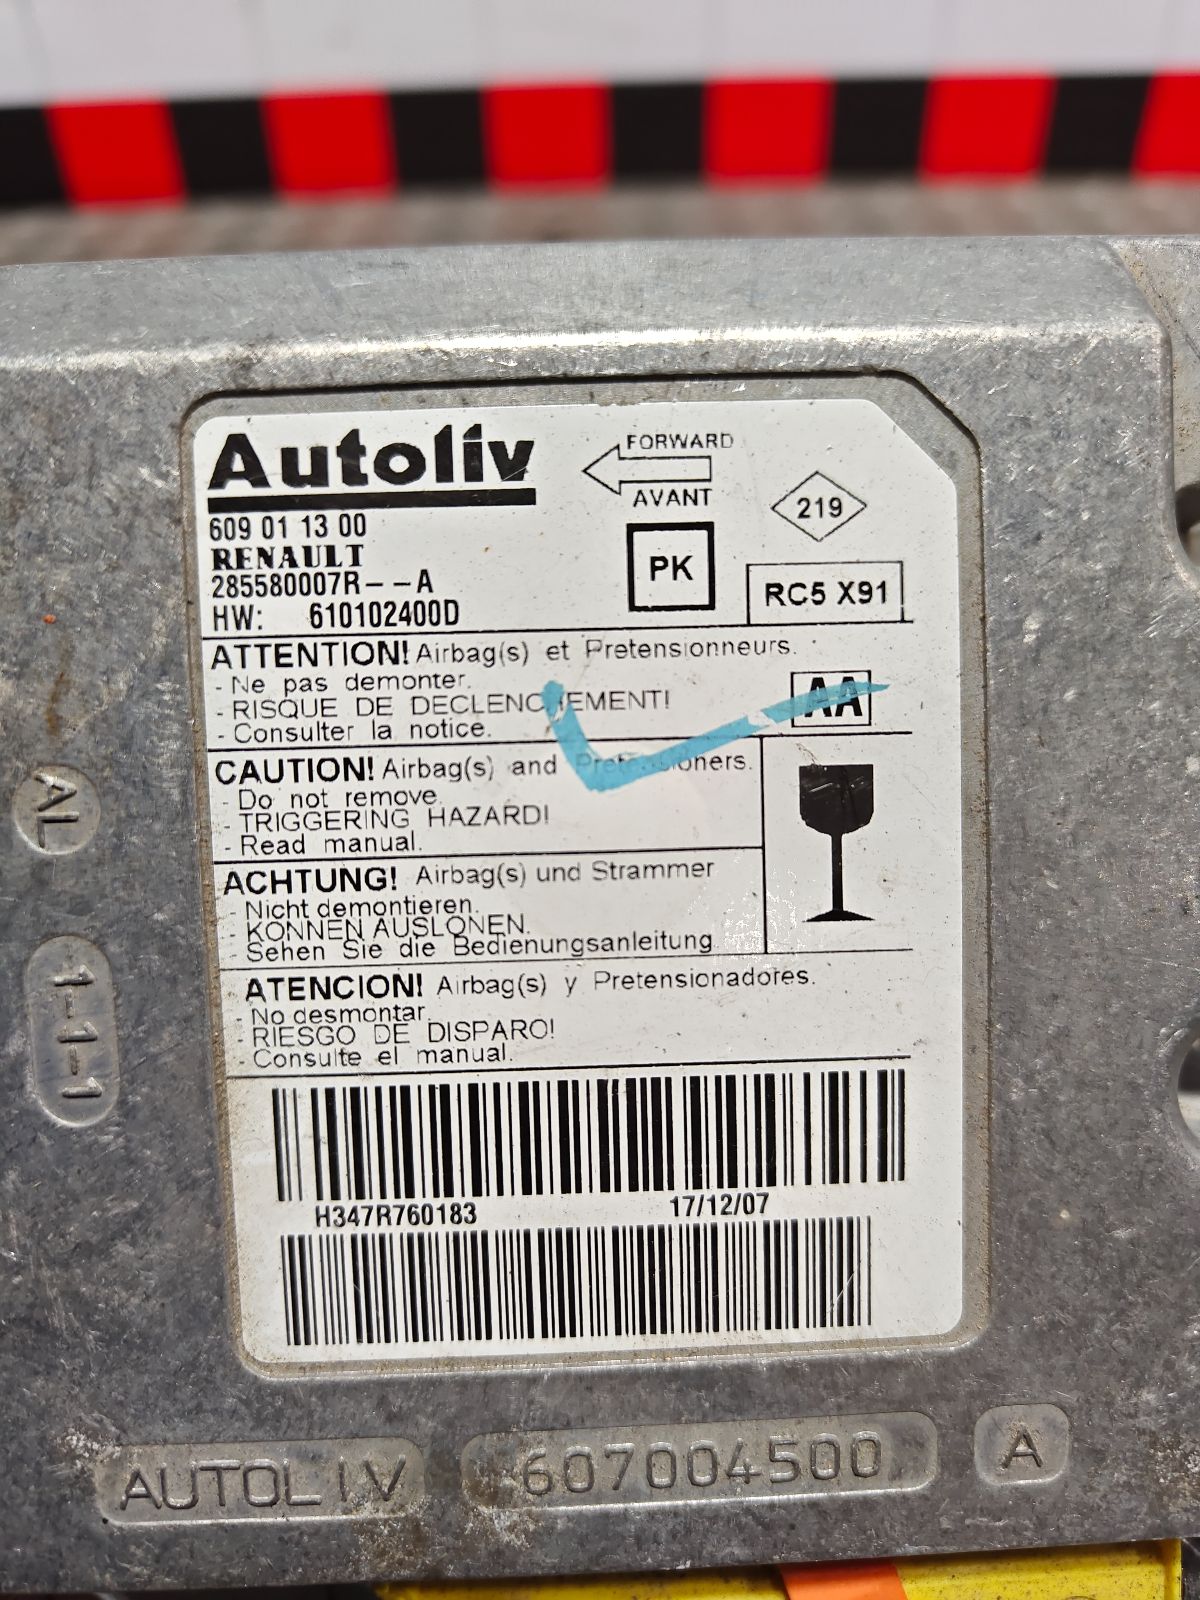 Autoliv
FORWARD
AVANT
219
609 01 13 00
RENAULT
285580007R--A
HW: 610102400D
PK
RC5 X91
ATTENTION! Airbag(s) et Pretensionneurs.
- Ne pas demonter.
- RISQUE DE DECLENCHEMENT!
- Consulter la notice.
AA
CAUTION! Airbag(s) and Pretensioners.
- Do not remove.
- TRIGGERING HAZARD!
- Read manual.
ACHTUNG! Airbag(s) und Strammer
- Nicht demontieren.
- KONNEN AUSLONEN.
- Sehen Sie die Bedienungsanleitung.
ATENCION! Airbag(s) y Pretensionadores.
- No desmontar.
- RIESGO DE DISPARO!
- Consulte el manual.
H347R760183
17/12/07
AL
1-1-1
AUTOLIV
607004500
A